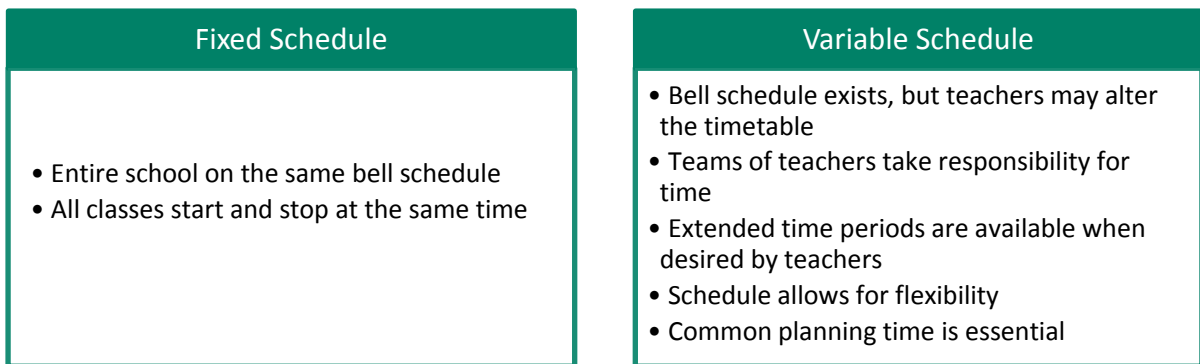 Fixed Schedule
• Entire school on the same bell schedule
• All classes start and stop at the same time
Variable Schedule
• Bell schedule exists, but teachers may alter
the timetable
• Teams of teachers take responsibility for
time
• Extended time periods are available when
desired by teachers
• Schedule allows for flexibility
• Common planning time is essential